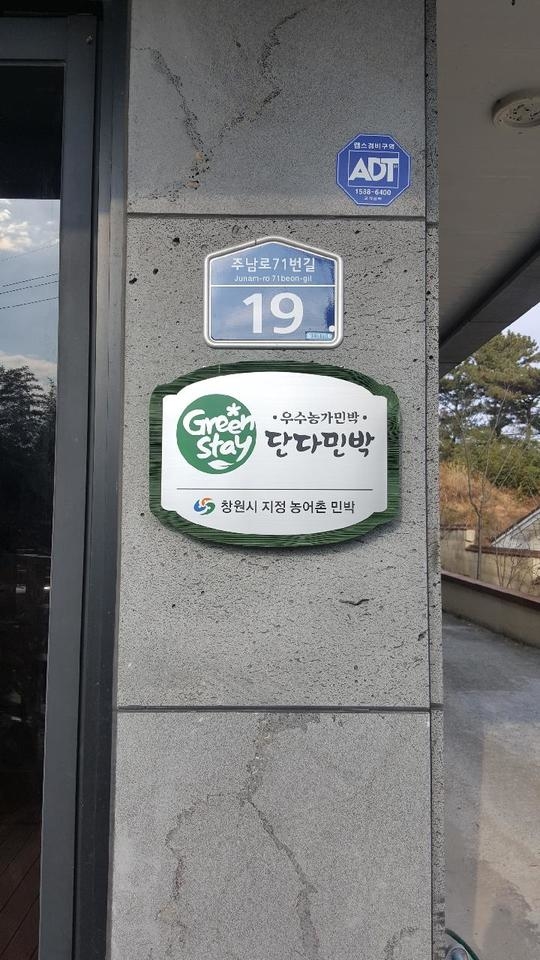 캡스경비구역
ADT
1588-6400
주남로71번길
Junam-ro 71beon-gil
19
Green
Stay
·우수농가민박·
단다민박
창원시 지정 농어촌 민박